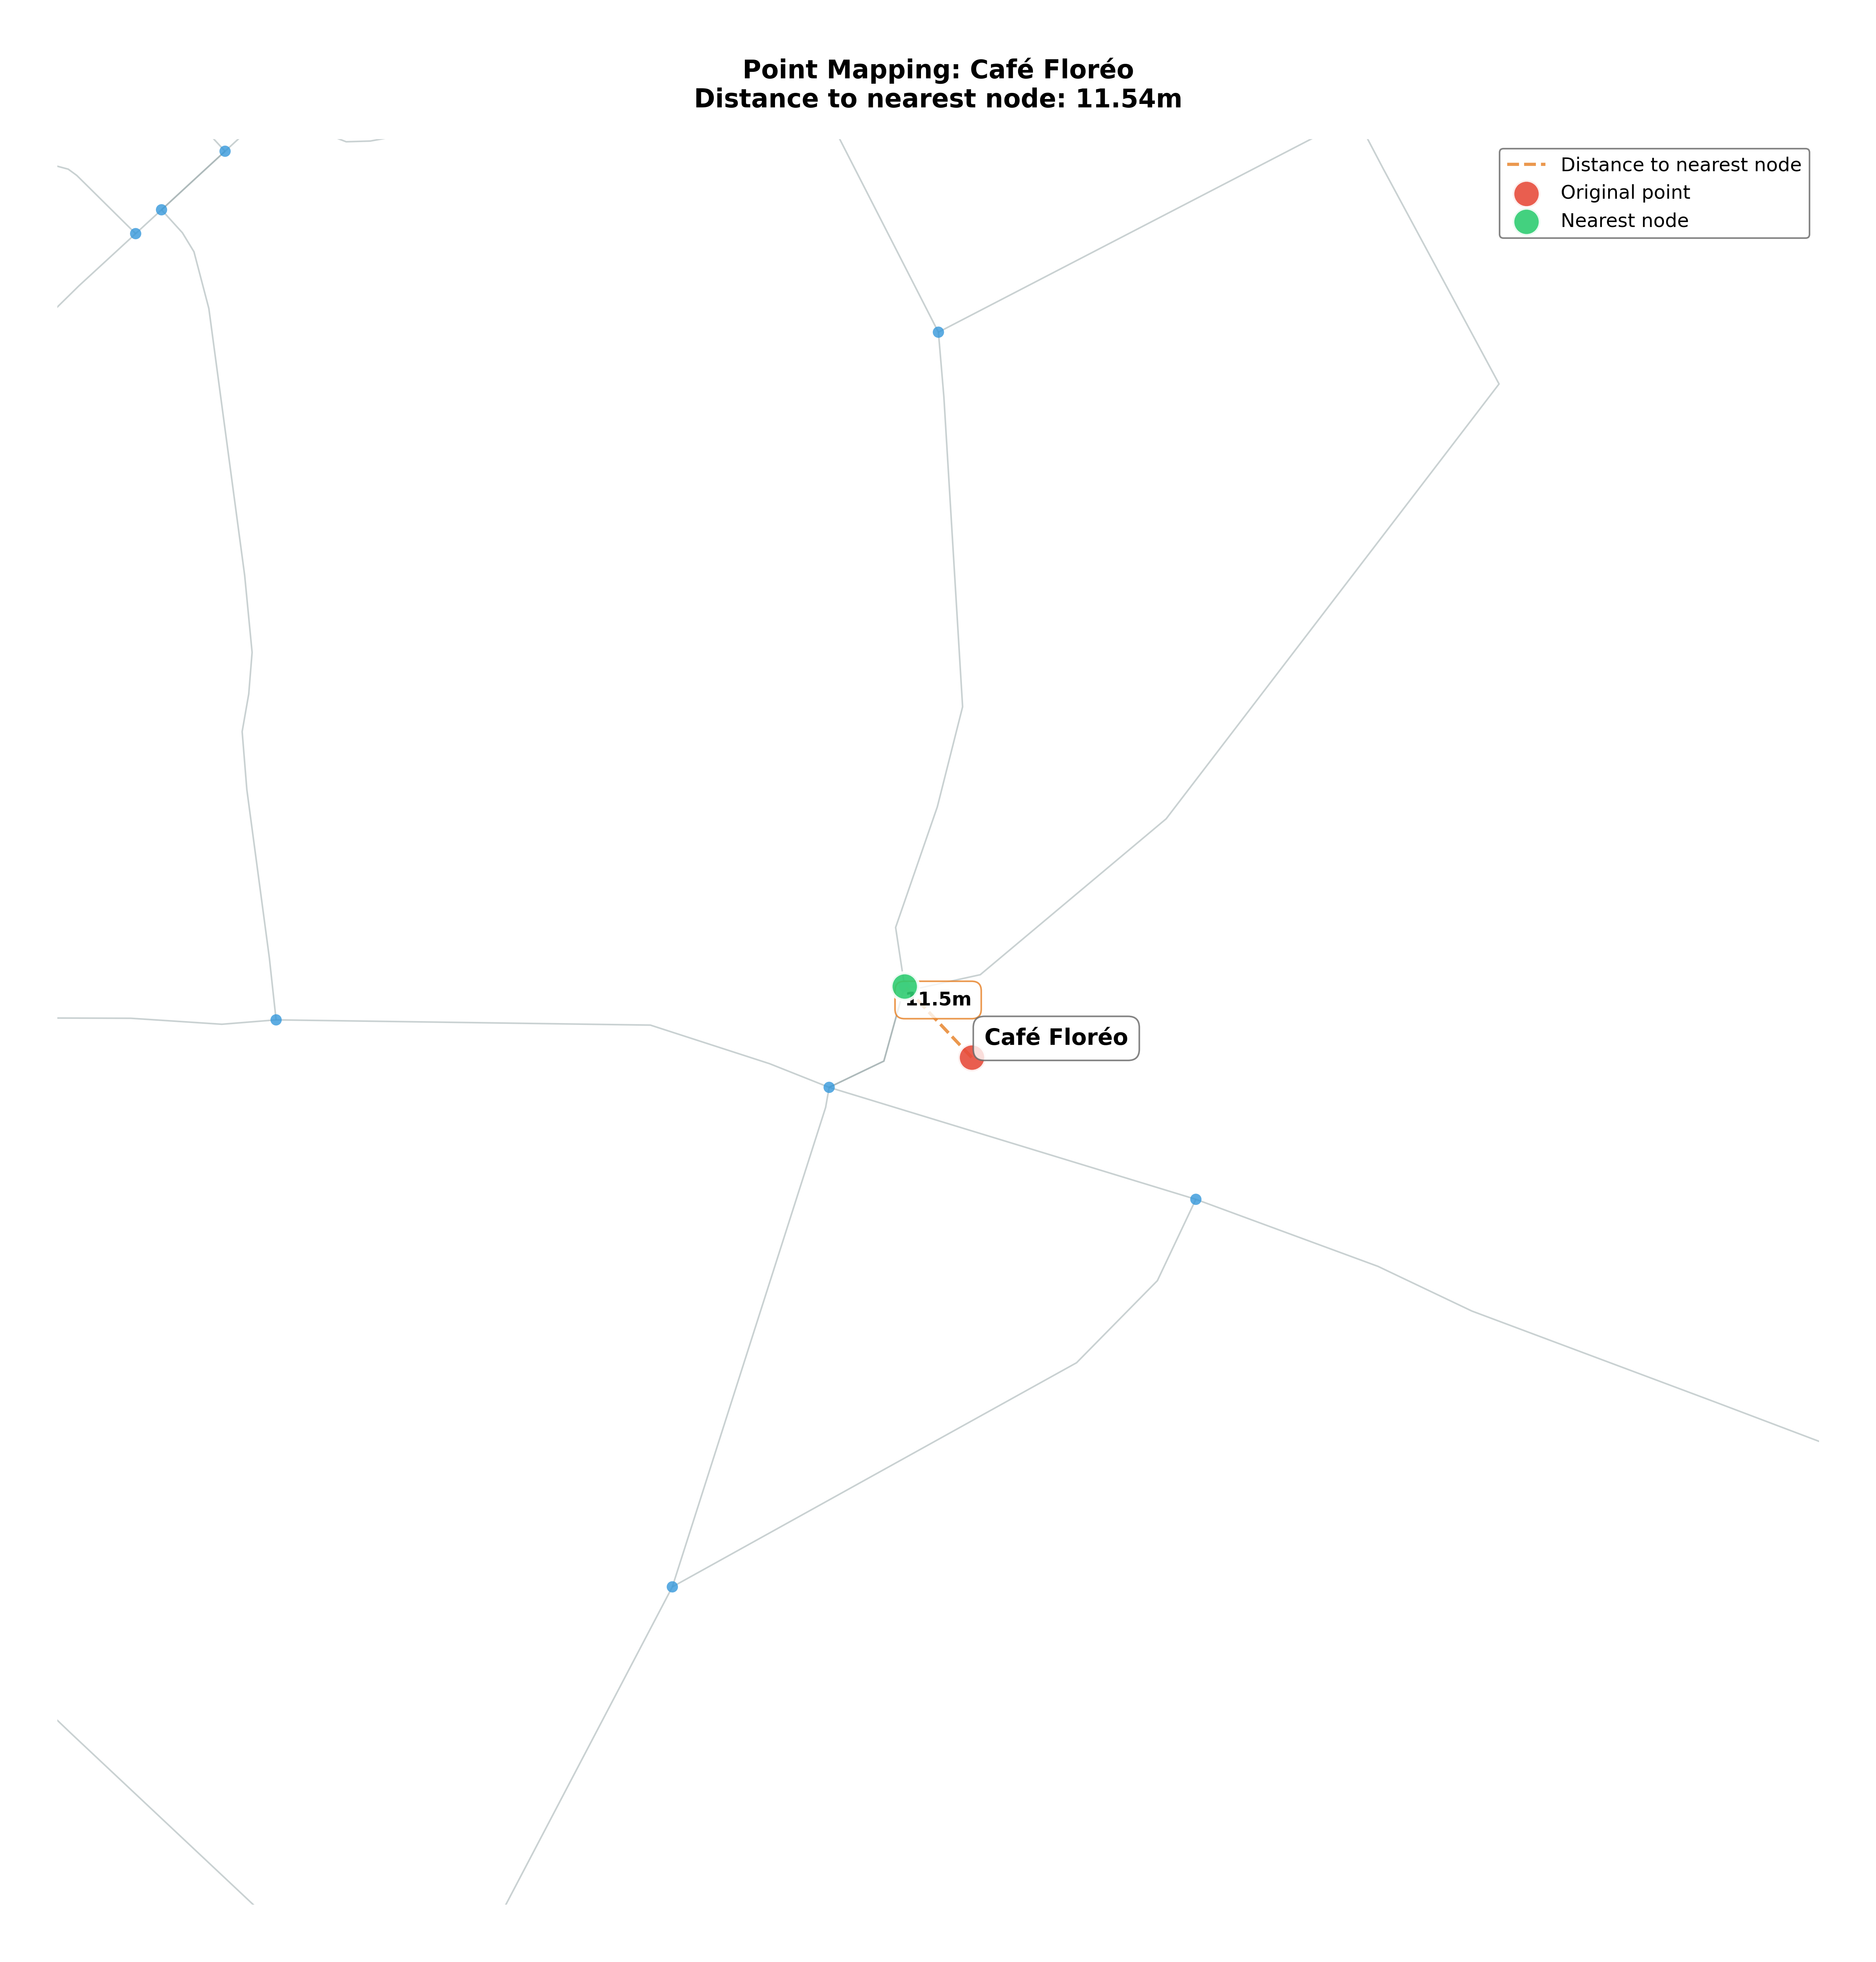 Point Mapping: Café Floréo
Distance to nearest node: 11.54m
Distance to nearest node
Original point
Nearest node
11.5m
Café Floréo